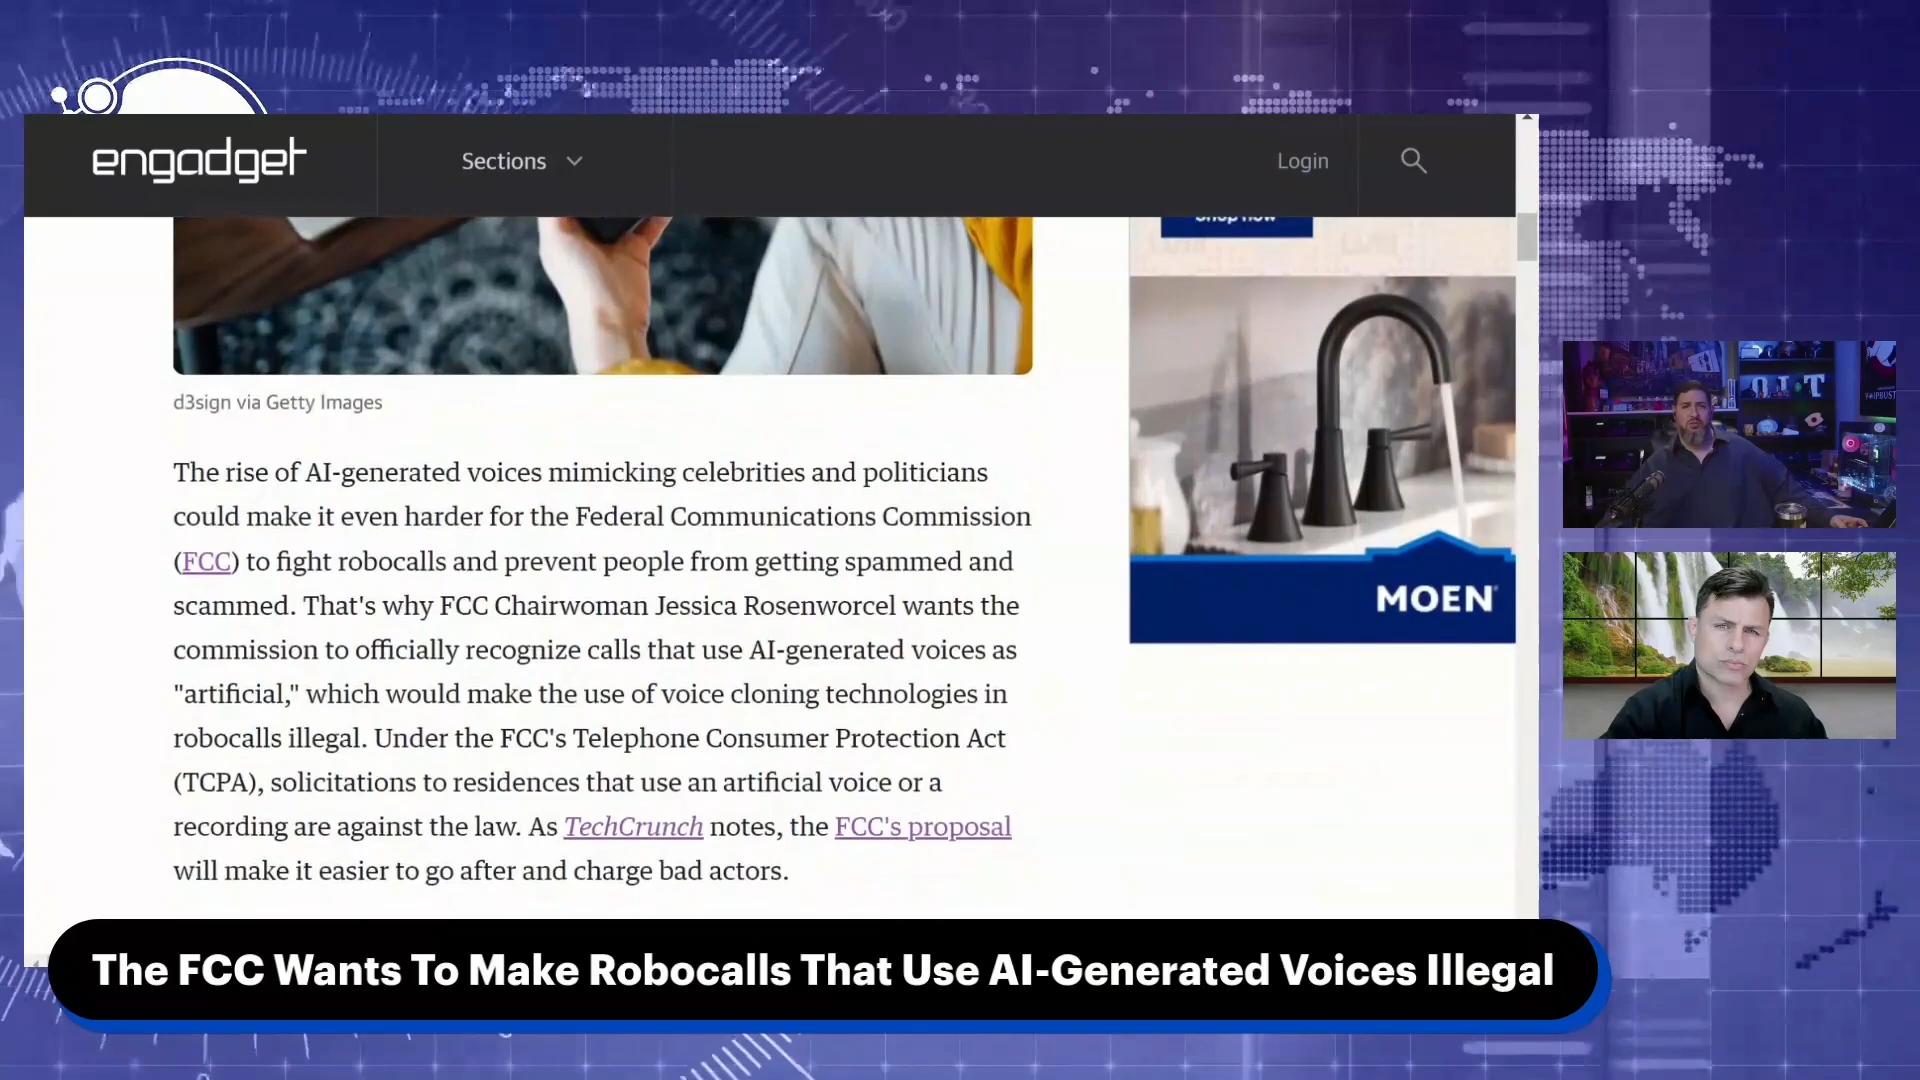 engadget
Sections
Login
Shop now
d3sign via Getty Images
The rise of AI-generated voices mimicking celebrities and politicians
could make it even harder for the Federal Communications Commission
(FCC) to fight robocalls and prevent people from getting spammed and
scammed. That's why FCC Chairwoman Jessica Rosenworcel wants the
commission to officially recognize calls that use AI-generated voices as
"artificial," which would make the use of voice cloning technologies in
robocalls illegal. Under the FCC's Telephone Consumer Protection Act
(TCPA), solicitations to residences that use an artificial voice or a
recording are against the law. As TechCrunch notes, the FCC's proposal
will make it easier to go after and charge bad actors.
MOEN
The FCC Wants To Make Robocalls That Use AI-Generated Voices Illegal